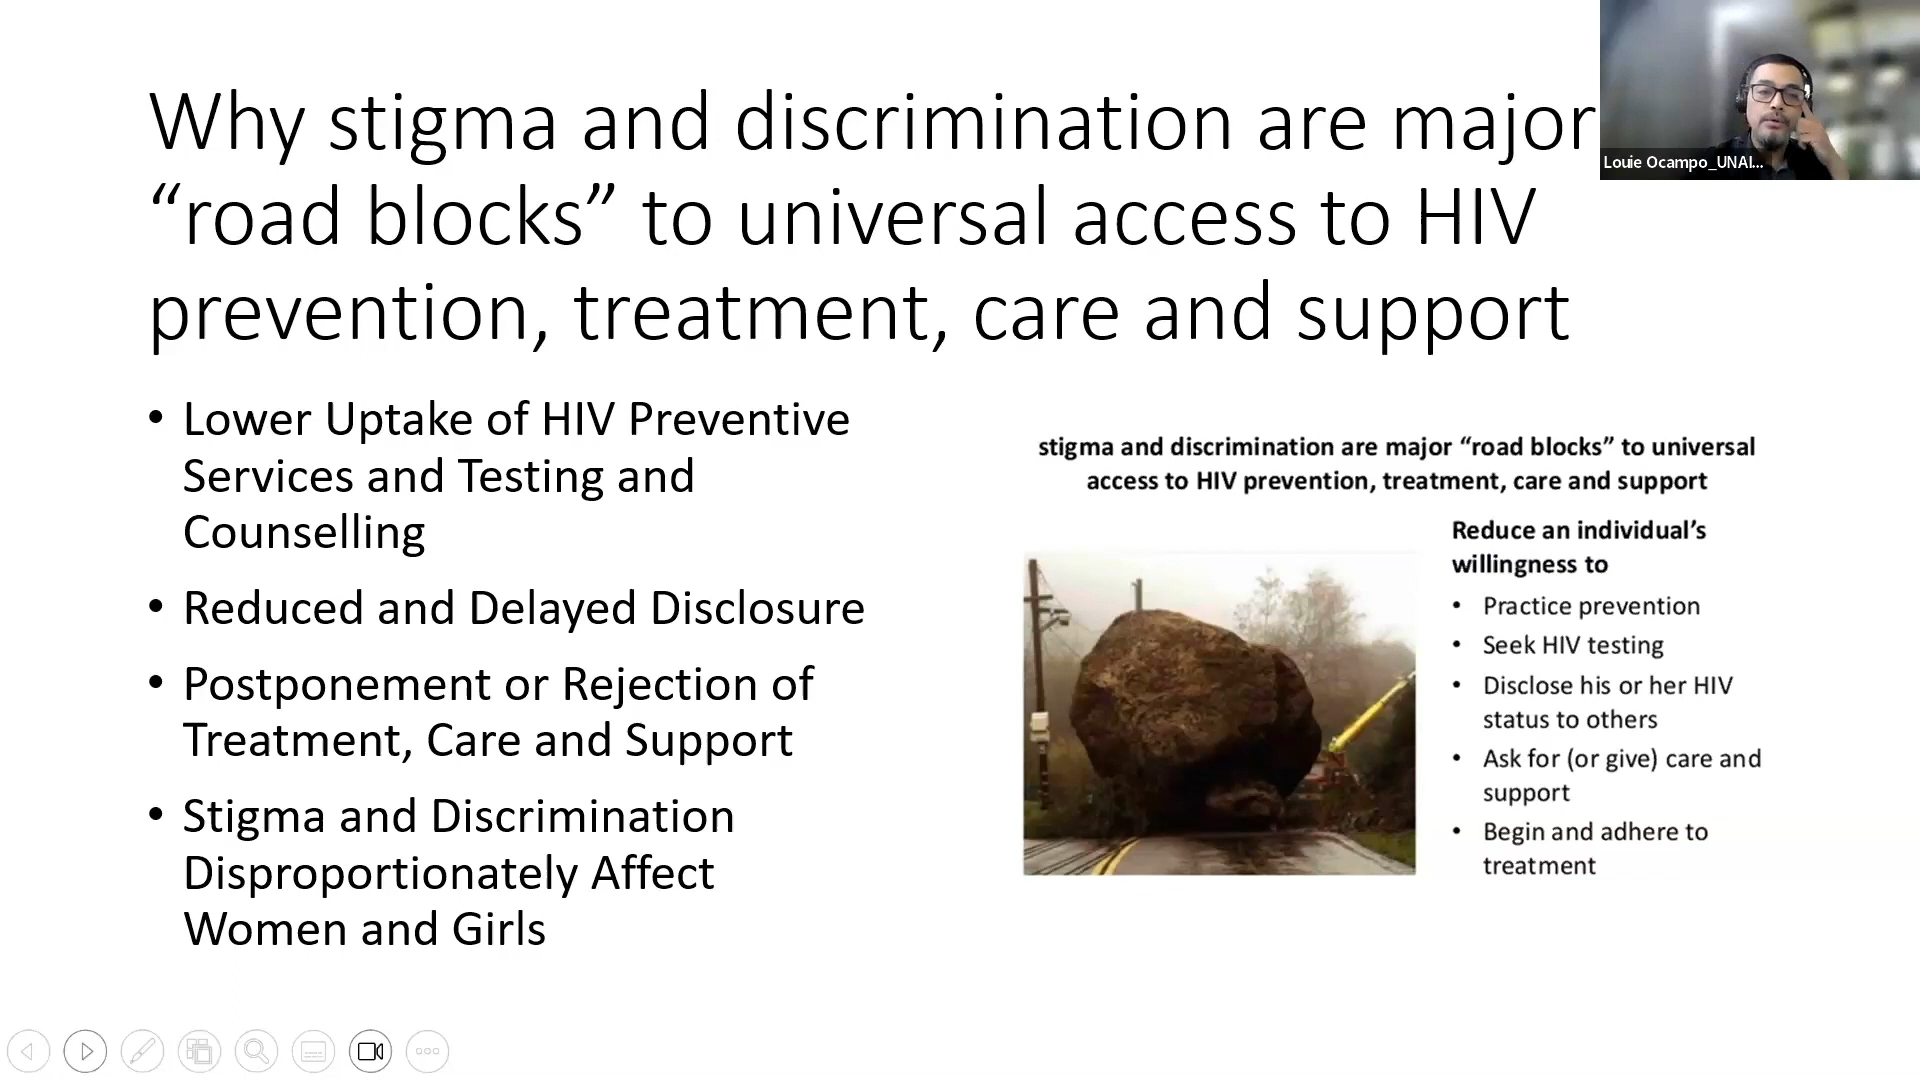 Why stigma and discrimination are major
“road blocks” to universal access to HIV
prevention, treatment, care and support
Louie Ocampo_UNAI...
• Lower Uptake of HIV Preventive
Services and Testing and
Counselling
• Reduced and Delayed Disclosure
• Postponement or Rejection of
Treatment, Care and Support
• Stigma and Discrimination
Disproportionately Affect
Women and Girls
stigma and discrimination are major “road blocks” to universal
access to HIV prevention, treatment, care and support
Reduce an individual’s
willingness to
• Practice prevention
• Seek HIV testing
• Disclose his or her HIV
status to others
• Ask for (or give) care and
support
• Begin and adhere to
treatment